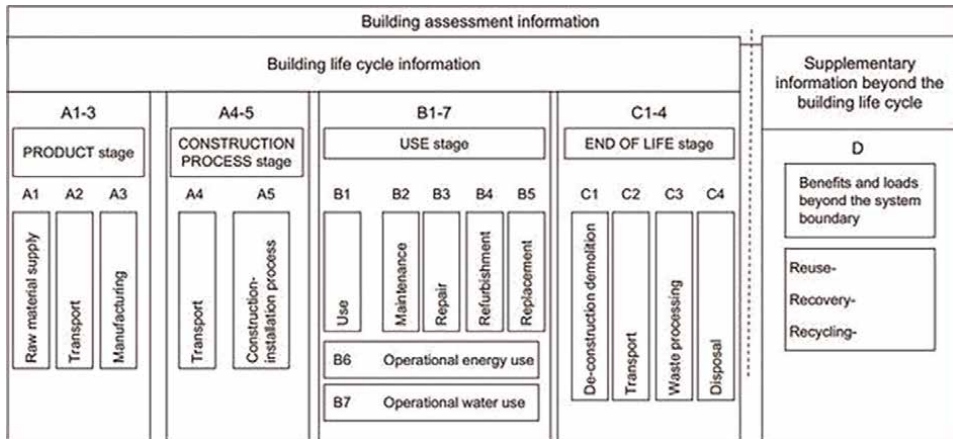 Building assessment information
Building life cycle information
Supplementary
information beyond the
building life cycle
A1-3
PRODUCT stage
A1
A2
A3
Raw material supply
Transport
Manufacturing
A4-5
CONSTRUCTION
PROCESS stage
A4
A5
Transport
Construction-
installation process
B1-7
USE stage
B1
B2
B3
B4
B5
Use
Maintenance
Repair
Refurbishment
Replacement
B6 Operational energy use
B7 Operational water use
C1-4
END OF LIFE stage
C1
C2
C3
C4
De-construction demolition
Transport
Waste processing
Disposal
D
Benefits and loads
beyond the system
boundary
Reuse-
Recovery-
Recycling-